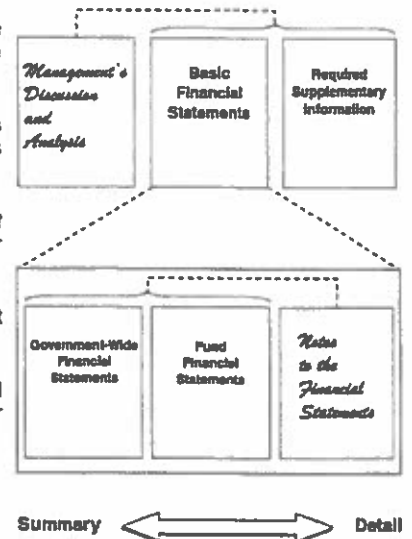 Management's
Discussion
and
Analysis
Basic
Financial
Statements
Required
Supplementary
Information
Government-Wide
Financial
Statements
Fund
Financial
Statements
Notes
to the
Financial
Statements
Summary
Detail